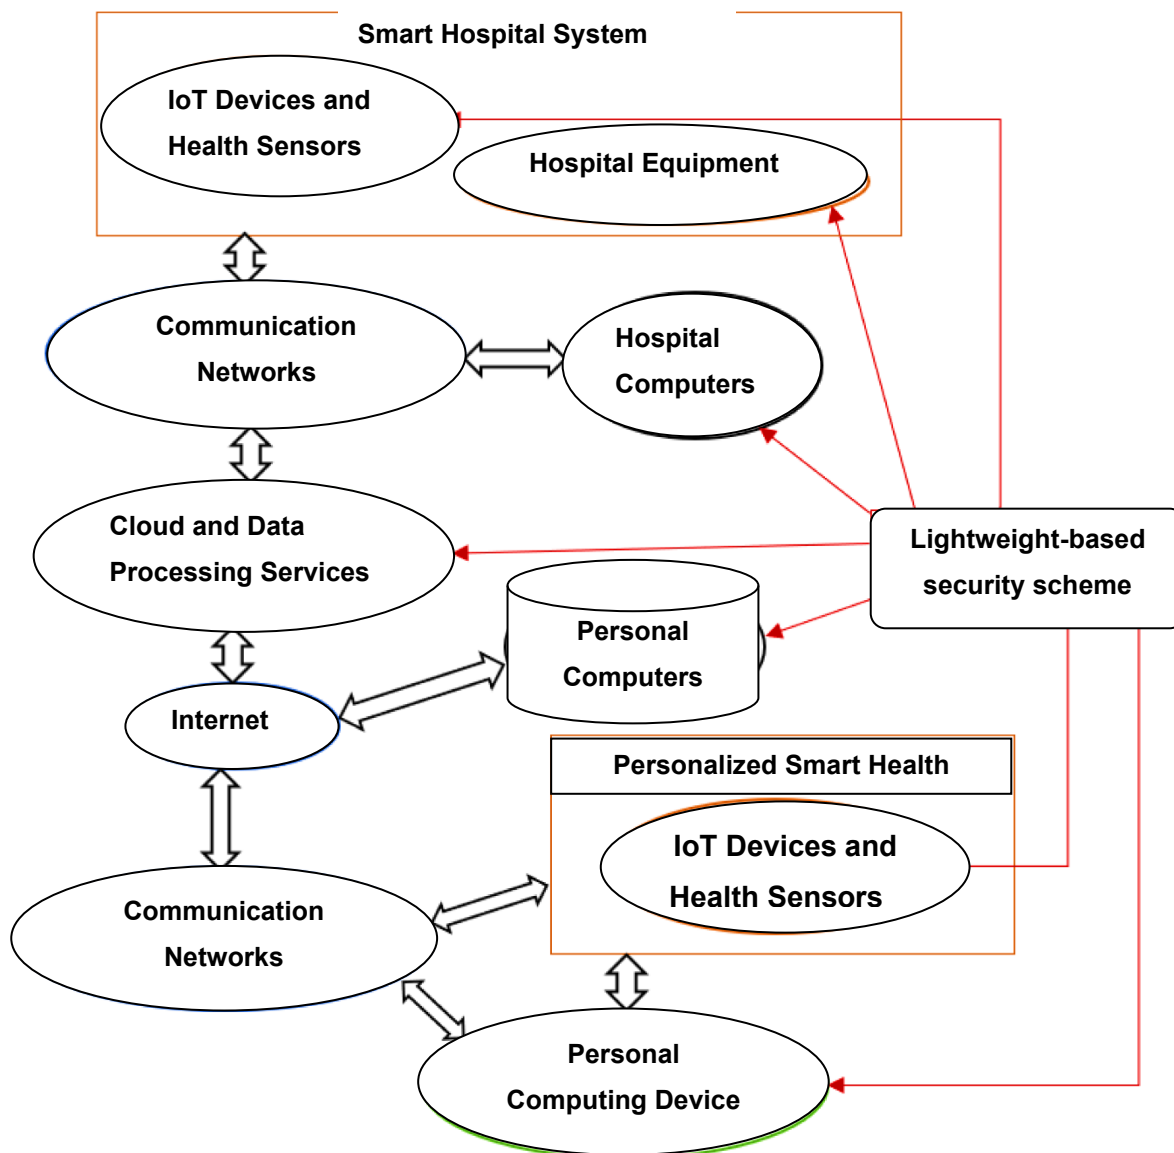 Smart Hospital System
IoT Devices and
Health Sensors
Hospital Equipment
Communication
Networks
Hospital
Computers
Cloud and Data
Processing Services
Lightweight-based
security scheme
Personal
Computers
Internet
Personalized Smart Health
IoT Devices and
Health Sensors
Communication
Networks
Personal
Computing Device